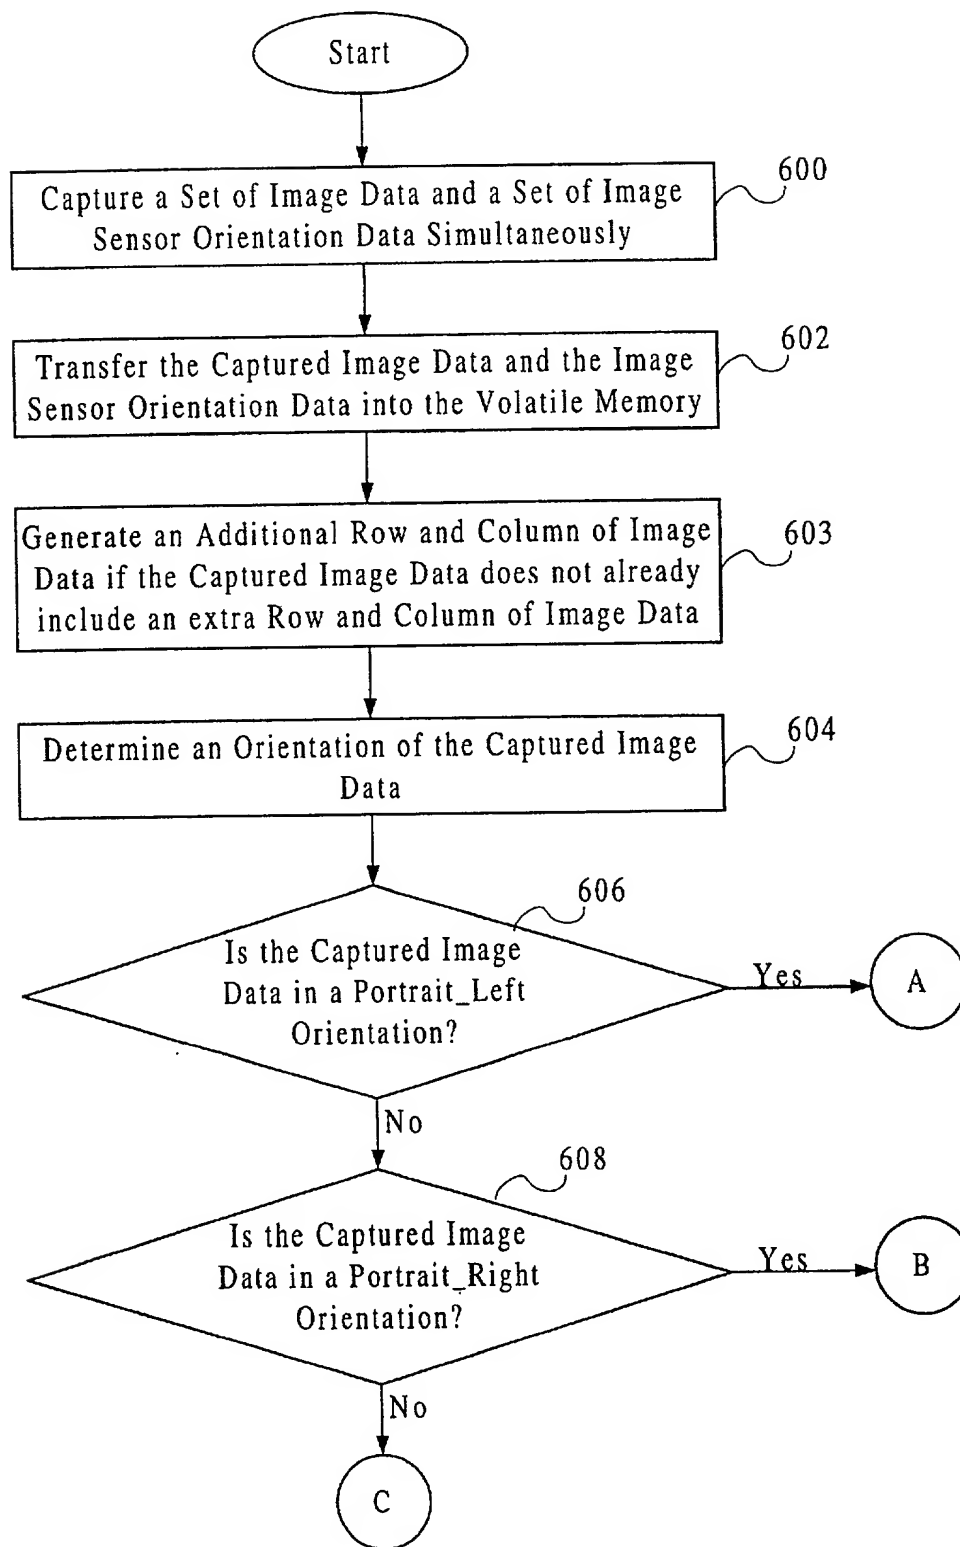 Start
600
Capture a Set of Image Data and a Set of Image
Sensor Orientation Data Simultaneously
602
Transfer the Captured Image Data and the Image
Sensor Orientation Data into the Volatile Memory
603
Generate an Additional Row and Column of Image
Data if the Captured Image Data does not already
include an extra Row and Column of Image Data
604
Determine an Orientation of the Captured Image
Data
606
Is the Captured Image
Data in a Portrait_Left
Orientation?
Yes
A
No
608
Is the Captured Image
Data in a Portrait_Right
Orientation?
Yes
B
No
C